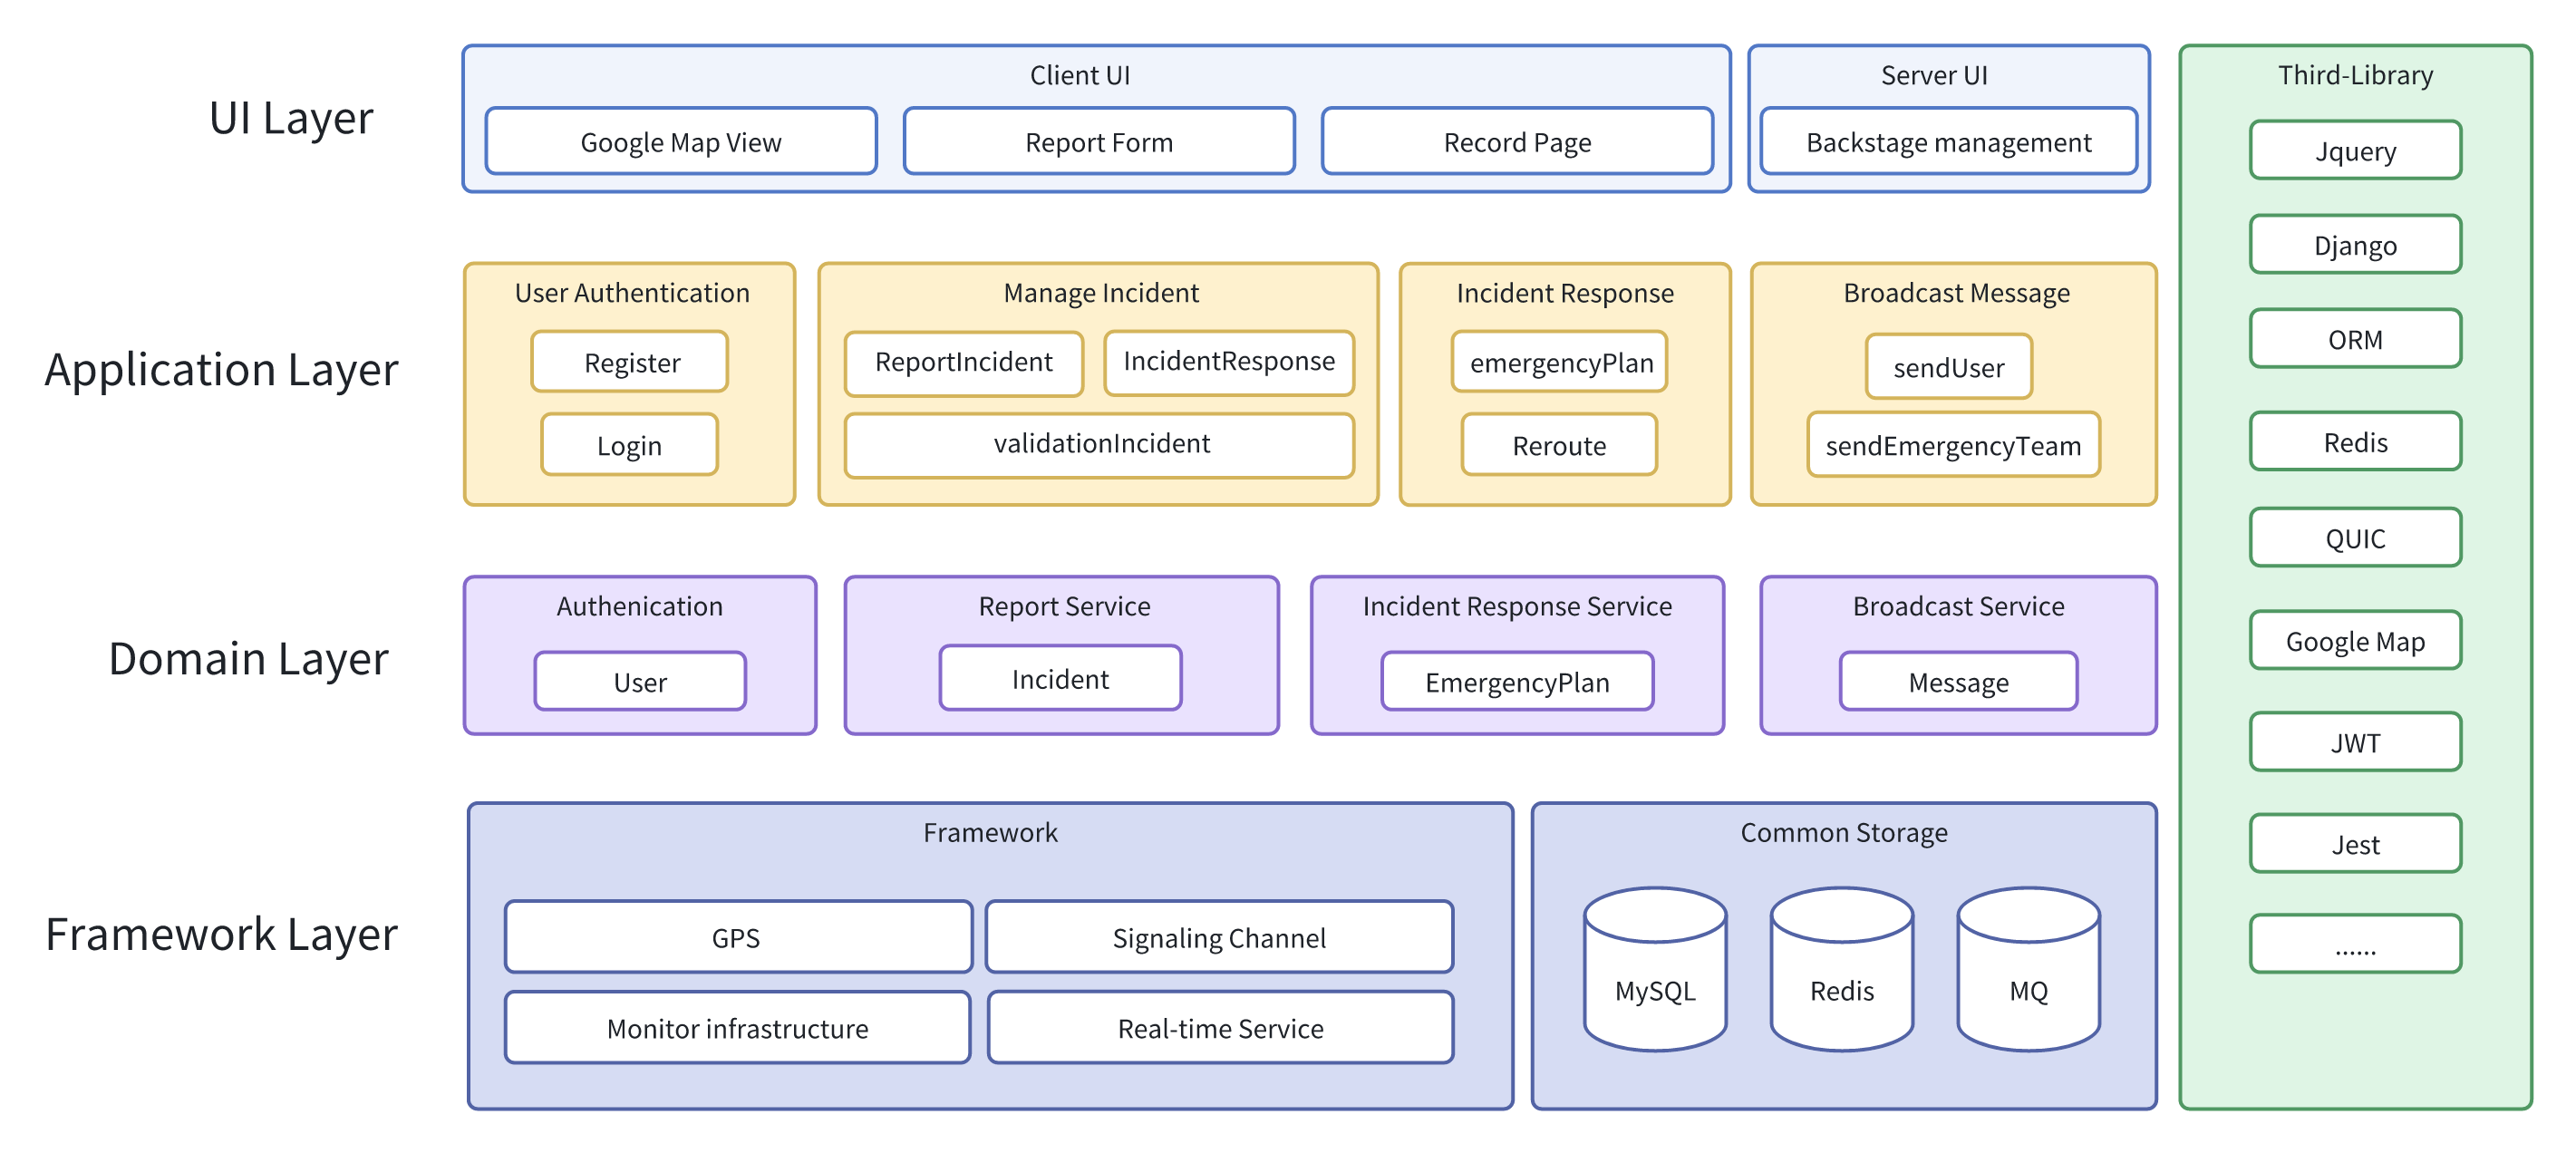 UI Layer
Client UI
Google Map View
Report Form
Record Page
Server UI
Backstage management
Application Layer
User Authentication
Register
Login
Manage Incident
ReportIncident
IncidentResponse
validationIncident
Incident Response
emergencyPlan
Reroute
Broadcast Message
sendUser
sendEmergencyTeam
Domain Layer
Authenication
User
Report Service
Incident
Incident Response Service
EmergencyPlan
Broadcast Service
Message
Framework Layer
Framework
GPS
Signaling Channel
Monitor infrastructure
Real-time Service
Common Storage
MySQL
Redis
MQ
Third-Library
Jquery
Django
ORM
Redis
QUIC
Google Map
JWT
Jest
......